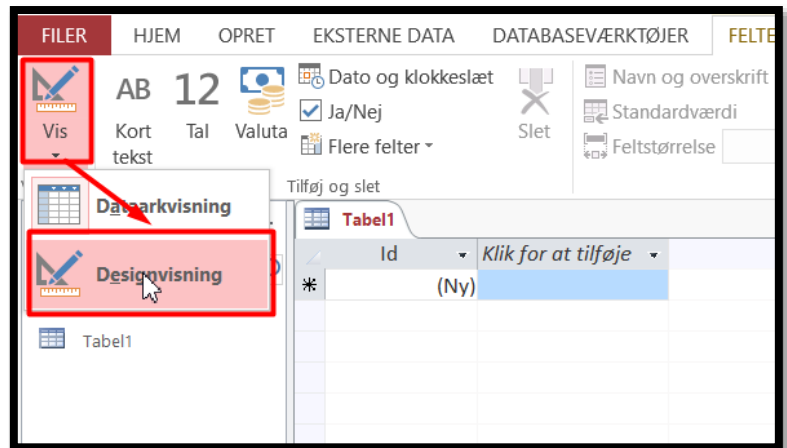 FILER HJEM OPRET EKSTERNE DATA DATABASEVÆRKTØJER FELTE
AB 12 Dato og klokkeslæt Navn og overskrift
Ja/Nej Standardværdi
Vis Kort Tal Valuta Slet
tekst Flere felter Feltstørrelse
Tilføj og slet
Dataarkvisning
Tabel1
Id Klik for at tilføje
Designvisning
(Ny)
Tabel1